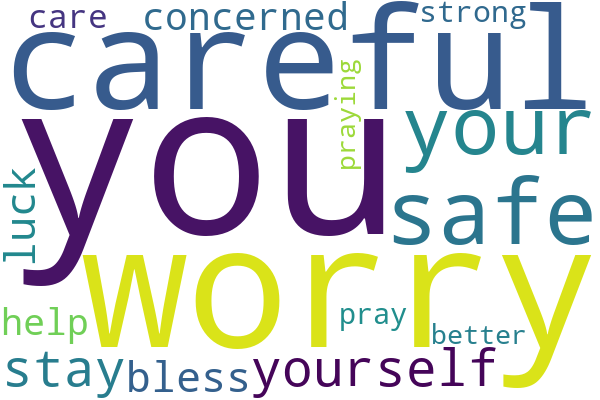 care concerned strong
careful
praying
you your
luck safe
worry
help pray
better
stay bless yourself